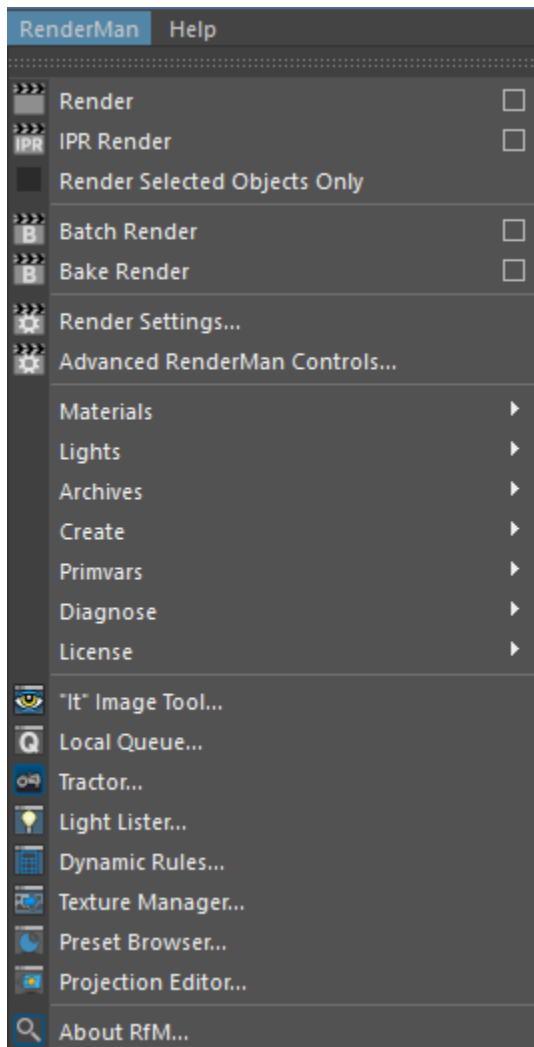 RenderMan Help
Render
IPR IPR Render
Render Selected Objects Only
B Batch Render
B Bake Render
Render Settings...
Advanced RenderMan Controls...
Materials
Lights
Archives
Create
Primvars
Diagnose
License
"It" Image Tool...
Q Local Queue...
Tractor...
Light Lister...
Dynamic Rules...
Texture Manager...
Preset Browser...
Projection Editor...
About RfM...